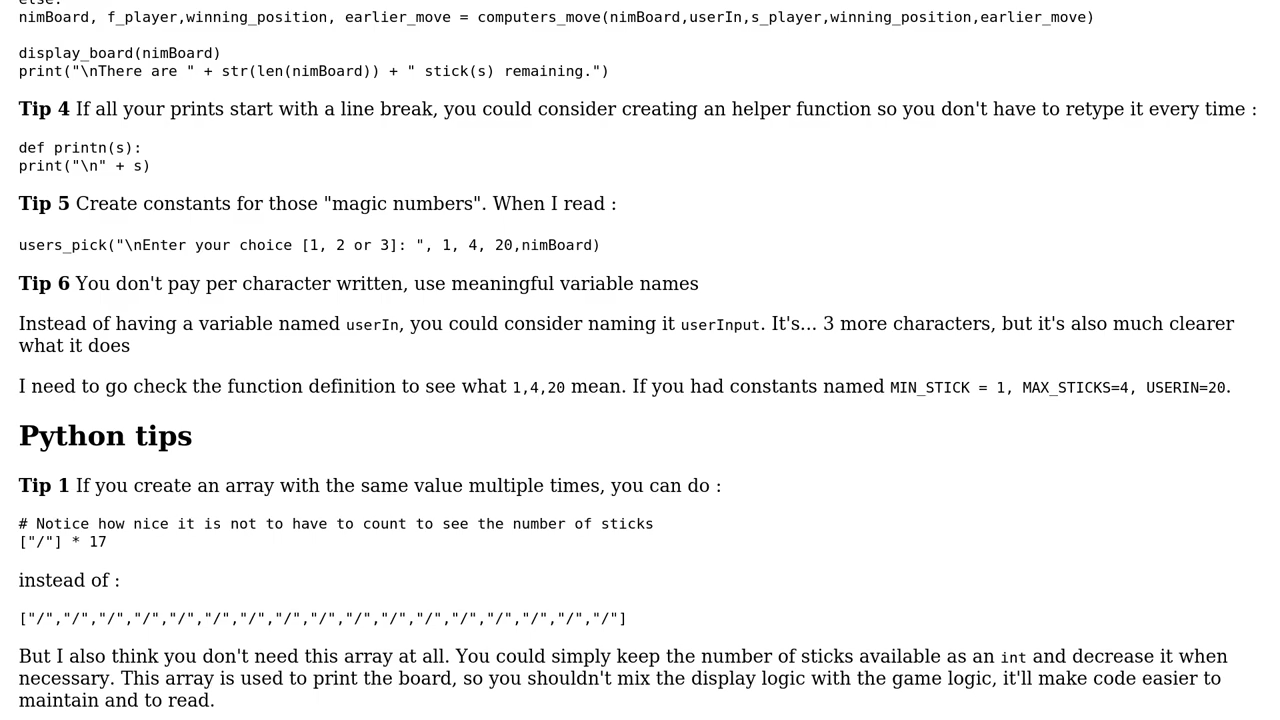 else:
nimBoard, f_player,winning_position, earlier_move = computers_move(nimBoard,userIn,s_player,winning_position,earlier_move)
display_board(nimBoard)
print("\nThere are " + str(len(nimBoard)) + " stick(s) remaining.")
Tip 4 If all your prints start with a line break, you could consider creating an helper function so you don't have to retype it every time :
def printn(s):
print("\n" + s)
Tip 5 Create constants for those "magic numbers". When I read :
users_pick("\nEnter your choice [1, 2 or 3]: ", 1, 4, 20,nimBoard)
Tip 6 You don't pay per character written, use meaningful variable names
Instead of having a variable named userIn, you could consider naming it userInput. It's... 3 more characters, but it's also much clearer
what it does
I need to go check the function definition to see what 1,4,20 mean. If you had constants named MIN_STICK = 1, MAX_STICKS=4, USERIN=20.
Python tips
Tip 1 If you create an array with the same value multiple times, you can do :
# Notice how nice it is not to have to count to see the number of sticks
["/"] * 17
instead of :
["/","/","/","/","/","/","/","/","/","/","/","/","/","/","/","/","/"]
But I also think you don't need this array at all. You could simply keep the number of sticks available as an int and decrease it when
necessary. This array is used to print the board, so you shouldn't mix the display logic with the game logic, it'll make code easier to
maintain and to read.